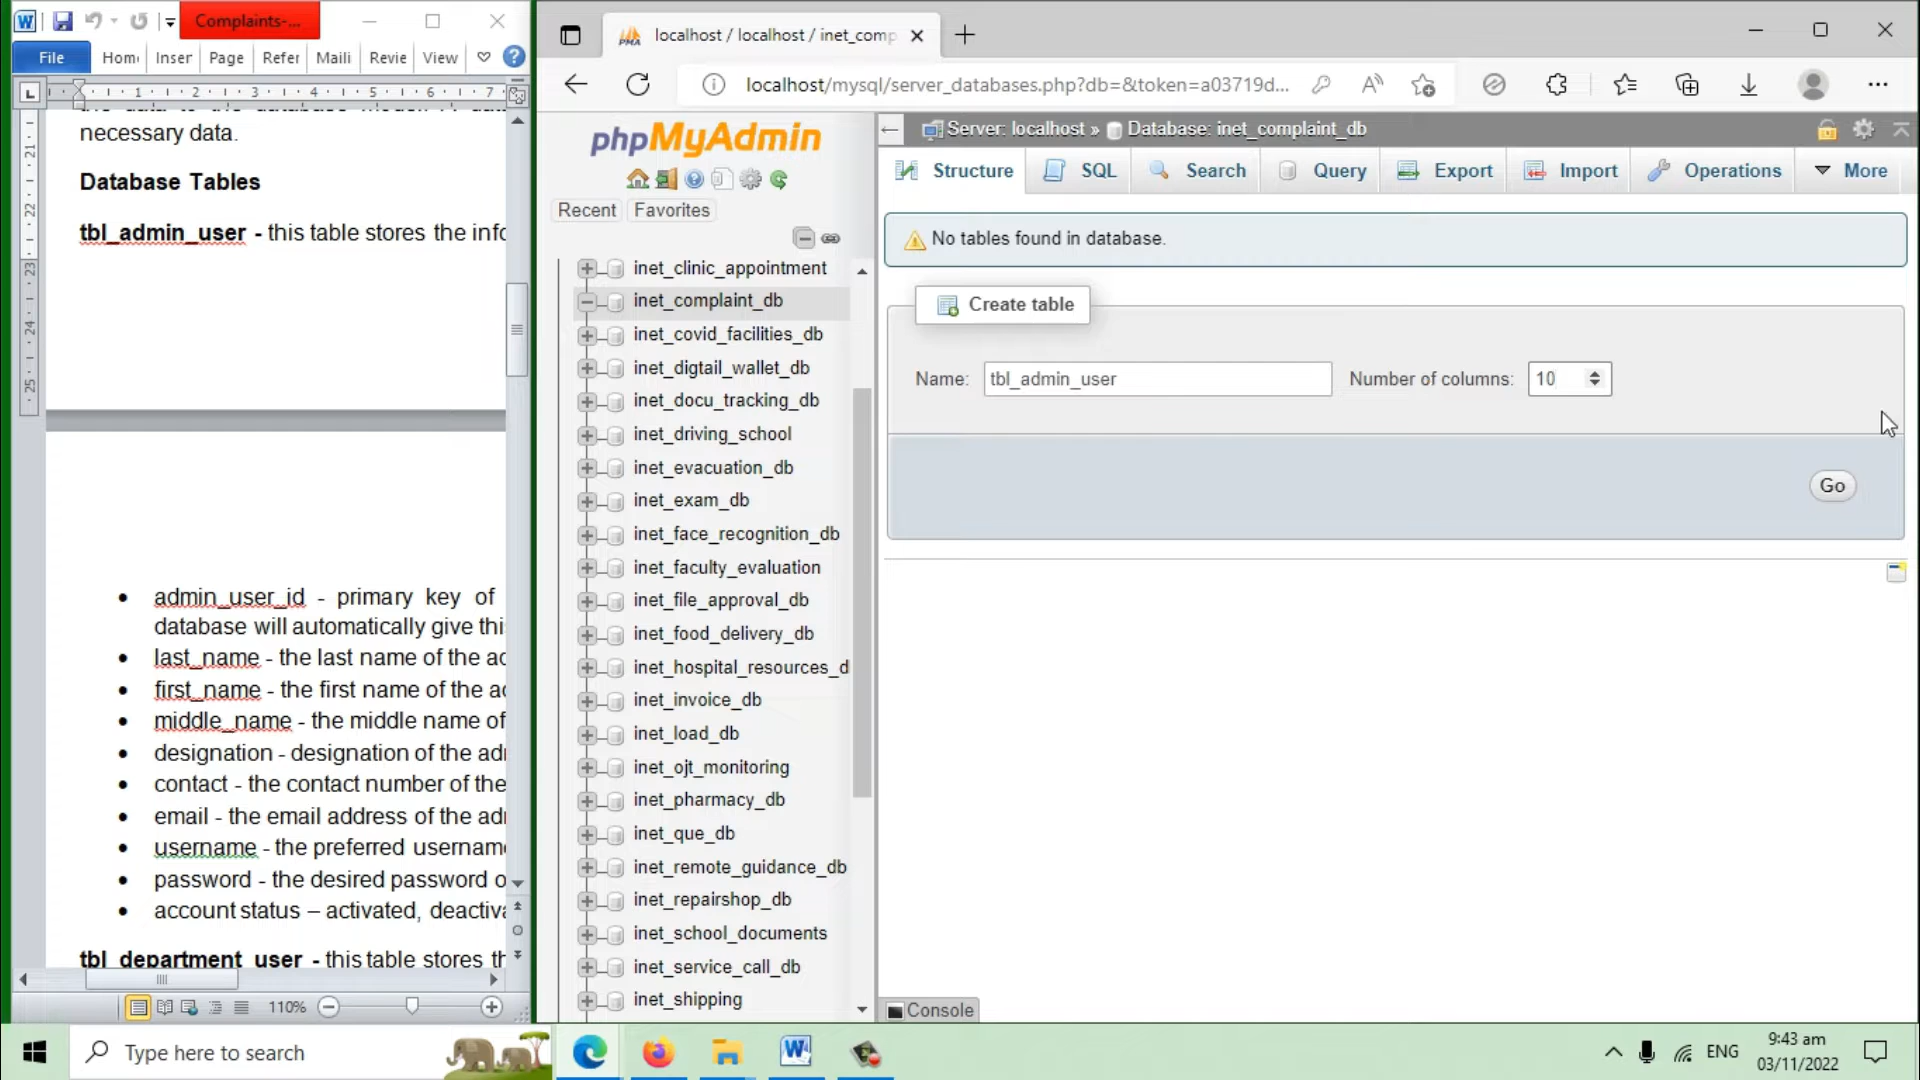 Complaints-...
File Home Inser Page Refer Maili Revie View
necessary data.
Database Tables
tbl_admin_user - this table stores the info
admin_user_id - primary key of
database will automatically give this
last_name - the last name of the ad
first_name - the first name of the ad
middle_name - the middle name of
designation - designation of the adm
contact - the contact number of the
email - the email address of the adm
username - the preferred username
password - the desired password o
account status – activated, deactiva
tbl_department_user - this table stores th
110%
localhost / localhost / inet_comp
localhost/mysql/server_databases.php?db=&token=a03719d...
phpMyAdmin
Recent Favorites
inet_clinic_appointment
inet_complaint_db
inet_covid_facilities_db
inet_digtail_wallet_db
inet_docu_tracking_db
inet_driving_school
inet_evacuation_db
inet_exam_db
inet_face_recognition_db
inet_faculty_evaluation
inet_file_approval_db
inet_food_delivery_db
inet_hospital_resources_d
inet_invoice_db
inet_load_db
inet_ojt_monitoring
inet_pharmacy_db
inet_que_db
inet_remote_guidance_db
inet_repairshop_db
inet_school_documents
inet_service_call_db
inet_shipping
Server: localhost » Database: inet_complaint_db
Structure SQL Search Query Export Import Operations More
No tables found in database.
Create table
Name: tbl_admin_user Number of columns: 10
Go
Console
Type here to search
ENG
9:43 am
03/11/2022